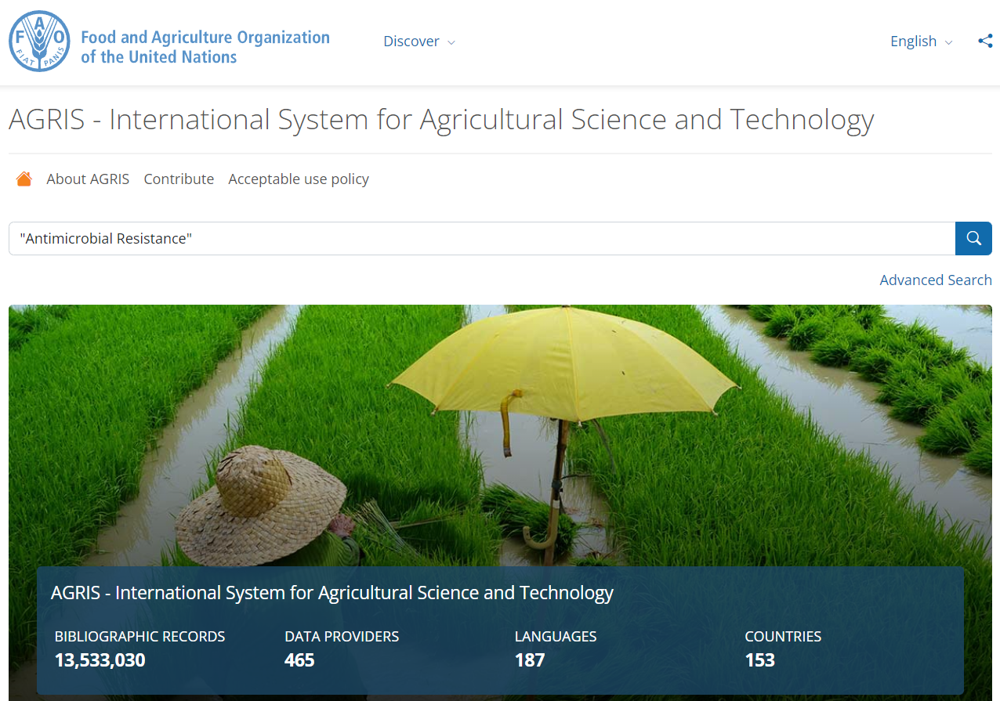 FAO
FIAT PANIS
Food and Agriculture Organization
of the United Nations
Discover
English
AGRIS - International System for Agricultural Science and Technology
About AGRIS Contribute Acceptable use policy
"Antimicrobial Resistance"
Advanced Search
AGRIS - International System for Agricultural Science and Technology
BIBLIOGRAPHIC RECORDS DATA PROVIDERS LANGUAGES COUNTRIES
13,533,030 465 187 153